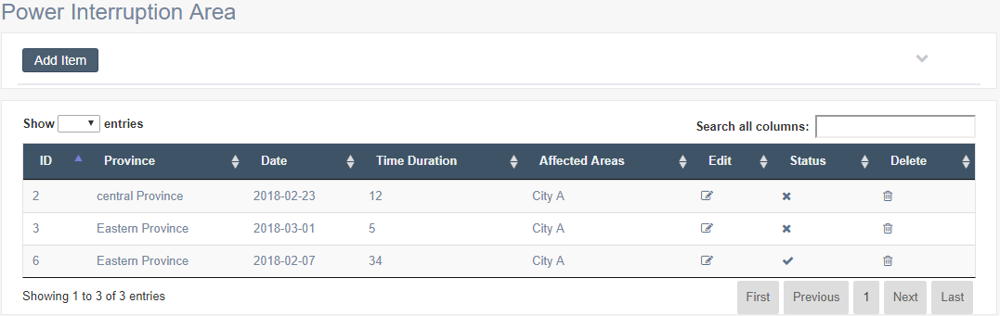 Power Interruption Area
Add Item
Show entries
Search all columns:
ID Province Date Time Duration Affected Areas Edit Status Delete
2 central Province 2018-02-23 12 City A
3 Eastern Province 2018-03-01 5 City A
6 Eastern Province 2018-02-07 34 City A
Showing 1 to 3 of 3 entries
First Previous 1 Next Last